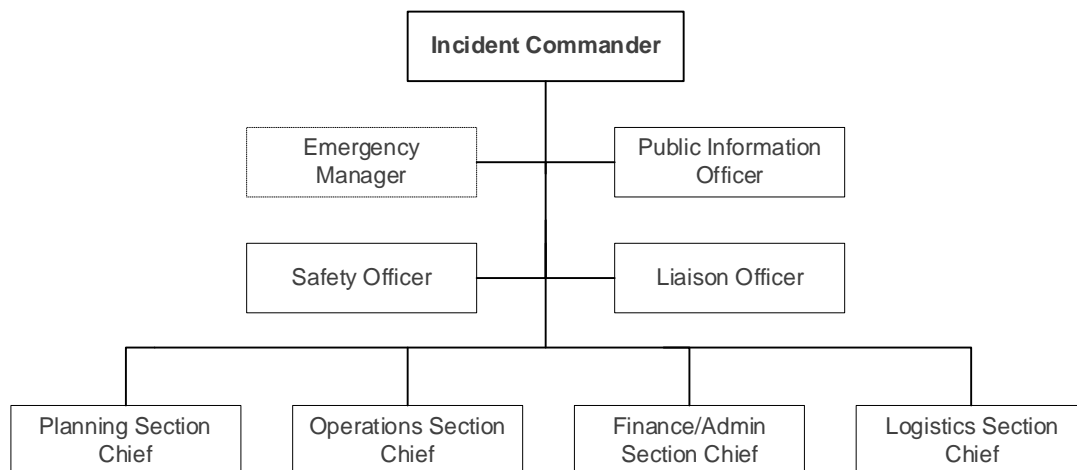 Incident Commander
Emergency
Manager
Public Information
Officer
Safety Officer
Liaison Officer
Planning Section
Chief
Operations Section
Chief
Finance/Admin
Section Chief
Logistics Section
Chief